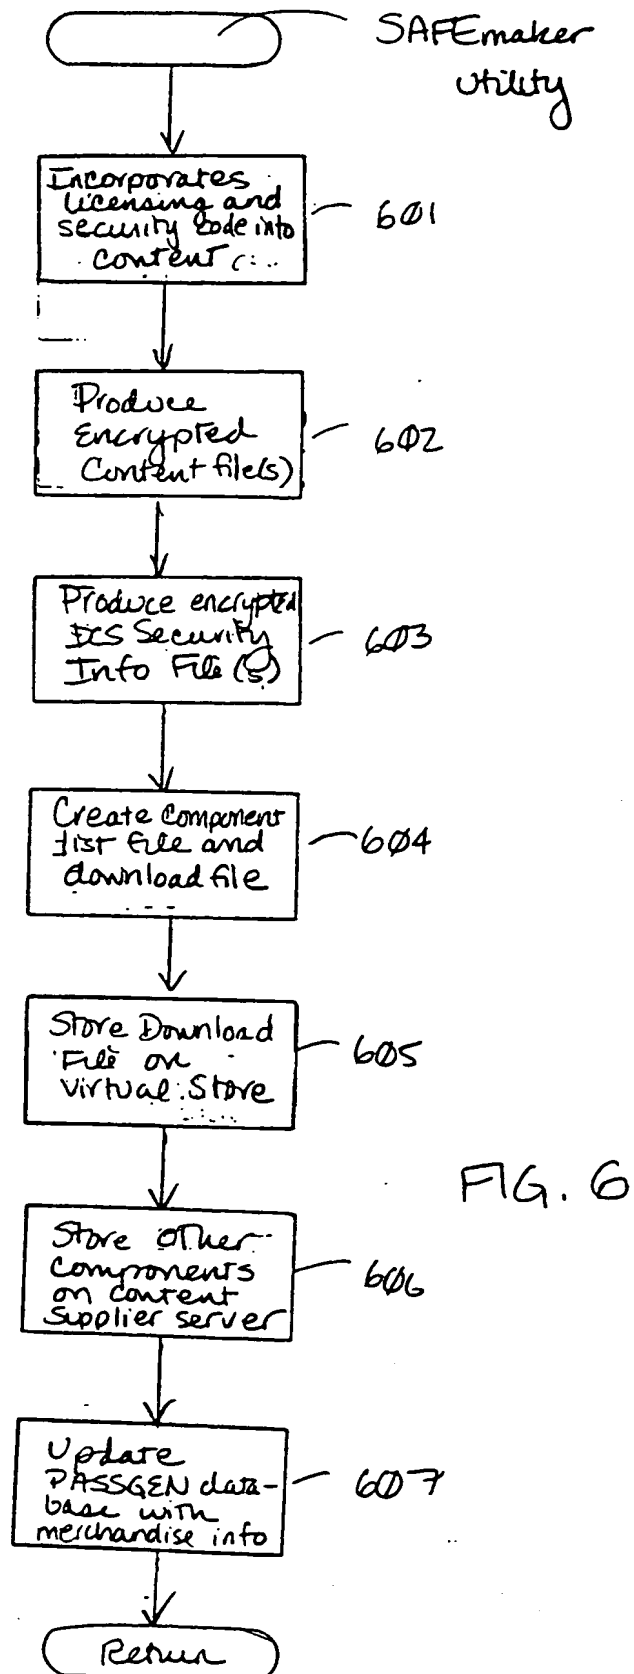 SAFEmaker
Utility
Incorporates
licensing and
security code into
content
601
Produce
Encrypted
Content file(s)
602
Produce encrypted
DCS Security
Info File(s)
603
Create component
list file and
download file
604
Store Download
File on
Virtual Store
605
Store other
components
on content
supplier server
606
Update
PASSGEN data-
base with
merchandise info
607
Return
FIG. 6